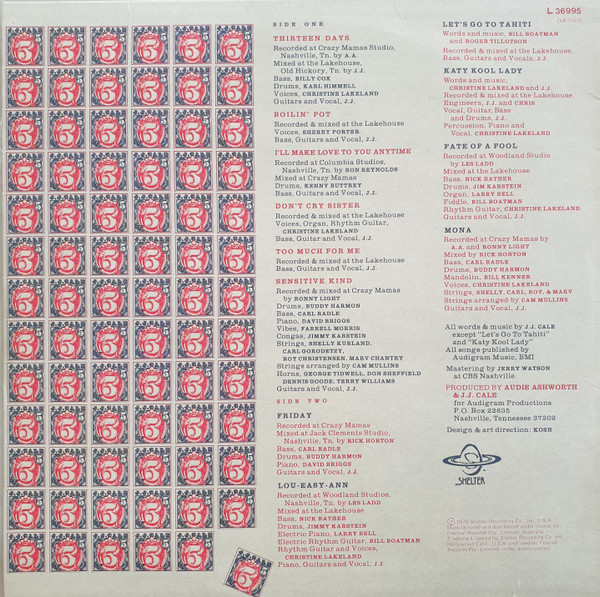 L 36995
SIDE ONE
THIRTEEN DAYS
Recorded at Crazy Mamas Studio,
Nashville, Tn. by A.A.
Mixed at the Lakehouse,
Old Hickory, Tn. by J.J.
Bass, BILLY COX
Drums, KARL HIMMELL
Voices, CHRISTINE LAKELAND
Guitars and Vocal, J.J.
BOILIN' POT
Recorded & mixed at the Lakehouse
Voices, SHERRY PORTER
Bass, Guitars and Vocal, J.J.
I'LL MAKE LOVE TO YOU ANYTIME
Recorded at Columbia Studios,
Nashville, Tn. by RON REYNOLDS
Mixed at Crazy Mamas
Drums, KENNY BUTTREY
Bass, Guitars and Vocal, J.J.
DON'T CRY SISTER
Recorded & mixed at the Lakehouse
Voices, Organ, Rhythm Guitar,
CHRISTINE LAKELAND
Bass, Guitar and Vocal, J.J.
TOO MUCH FOR ME
Recorded & mixed at the Lakehouse
Bass, Guitars and Vocal, J.J.
SENSITIVE KIND
Recorded & mixed at Crazy Mamas
by RONNY LIGHT
Drums, BUDDY HARMON
Bass, CARL RADLE
Piano, DAVID BRIGGS
Vibes, FARRELL MORRIS
Congas, JIMMY KARSTEIN
Strings, SHELLY KURLAND,
CARL GORODETZY,
ROY CHRISTENSEN, MARY CHANTRY
Strings arranged by CAM MULLINS
Horns, GEORGE TIDWELL, DON SHEFFIELD
DENNIS GOODE, TERRY WILLIAMS
Guitars and Vocal, J.J.
SIDE TWO
FRIDAY
Recorded at Crazy Mamas
Mixed at Jack Clements Studio,
Nashville, Tn. by RICK HORTON
Bass, CARL RADLE
Drums, BUDDY HARMON
Piano, DAVID BRIGGS
Guitars and Vocal, J.J.
LOU-EASY-ANN
Recorded at Woodland Studios,
Nashville, Tn. by LES LADD
Mixed at the Lakehouse
Bass, NICK RATHER
Drums, JIMMY KARSTEIN
Electric Piano, LARRY BELL
Electric Rhythm Guitar, BILL BOATMAN
Rhythm Guitar and Voices,
CHRISTINE LAKELAND
Piano, Guitars and Vocal, J.J.
LET'S GO TO TAHITI
Words and music, BILL BOATMAN
and ROGER TILLOTSON
Recorded & mixed at the Lakehouse,
Bass, Guitars and Vocals, J.J.
KATY KOOL LADY
Words and music,
CHRISTINE LAKELAND and J.J.
Recorded & mixed at the Lakehouse
Engineers, J.J. and CHRIS
Vocal, Guitar, Bass
and Drums, J.J.
Percussion, Piano and
Vocal, CHRISTINE LAKELAND
FATE OF A FOOL
Recorded at Woodland Studio
by LES LADD
Mixed at the Lakehouse
Bass, NICK RATHER
Drums, JIM KARSTEIN
Organ, LARRY BELL
Fiddle, BILL BOATMAN
Rhythm Guitar, CHRISTINE LAKELAND
Guitars and Vocal, J.J.
MONA
Recorded at Crazy Mamas by
A.A. and RONNY LIGHT
Mixed by RICK HORTON
Bass, CARL RADLE
Drums, BUDDY HARMON
Mandolin, BILL KENNER
Voices, CHRISTINE LAKELAND
Strings, SHELLY, CARL, ROY, & MARY
Strings arranged by CAM MULLINS
Guitars and Vocal, J.J.
All words & music by J.J. CALE
except "Let's Go To Tahiti"
and "Katy Kool Lady"
All songs published by
Audigram Music, BMI
Mastering by JERRY WATSON
at CBS Nashville.
PRODUCED BY AUDIE ASHWORTH
& J.J. CALE
for Audigram Productions
P.O. Box 22635
Nashville, Tennessee 37202
Design & art direction: KOSH
SHELTER
5